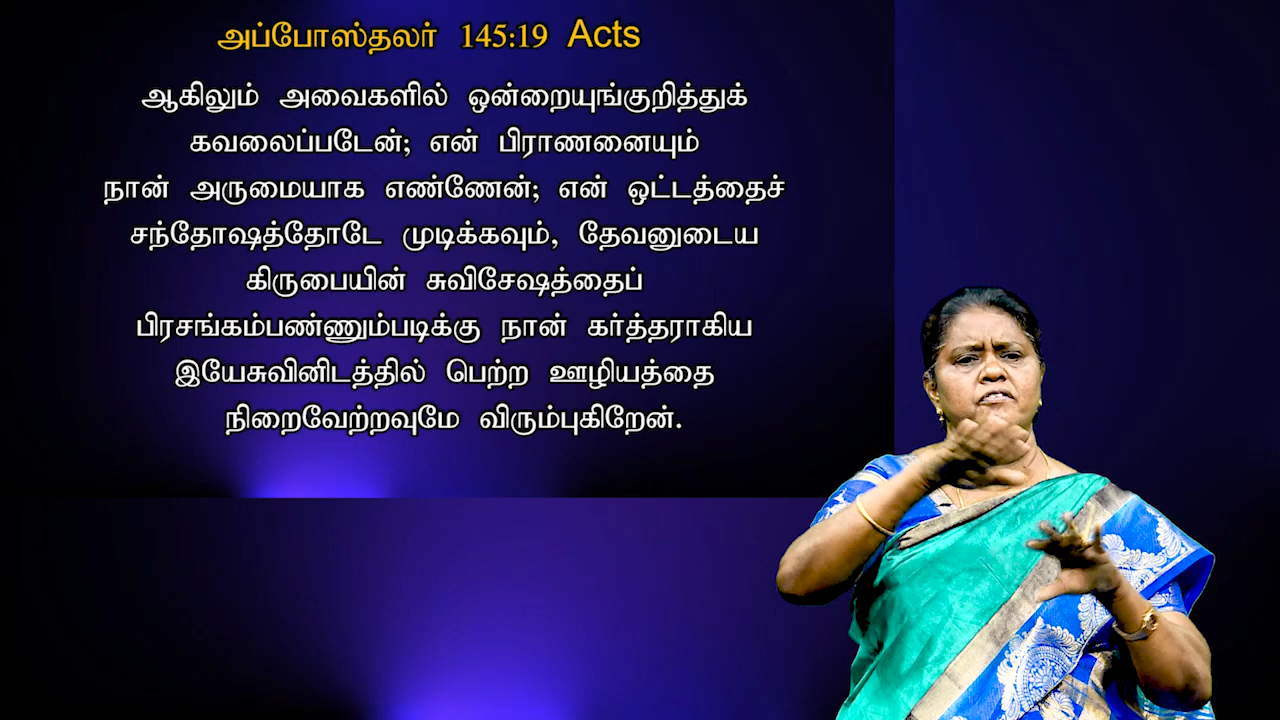 அப்போஸ்தலர் 145:19 Acts
ஆகிலும் அவைகளில் ஒன்றையுங்குறித்துக்
கவலைப்படேன்; என் பிராணனையும்
நான் அருமையாக எண்ணேன்; என் ஒட்டத்தைச்
சந்தோஷத்தோடே முடிக்கவும், தேவனுடைய
கிருபையின் சுவிசேஷத்தைப்
பிரசங்கம்பண்ணும்படிக்கு நான் கர்த்தராகிய
இயேசுவினிடத்தில் பெற்ற ஊழியத்தை
நிறைவேற்றவுமே விரும்புகிறேன்.